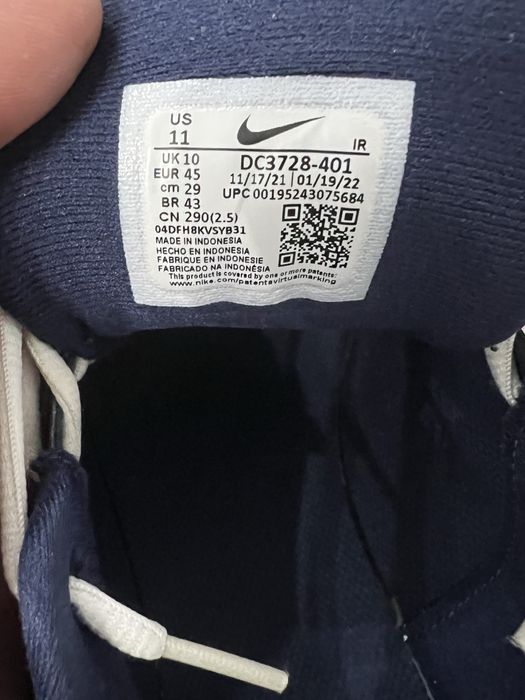 US
11
IR
UK 10
EUR 45
cm 29
BR 43
CN 290(2.5)
DC3728-401
11/17/21 | 01/19/22
UPC 00195243075684
04DFH8KVSYB31
MADE IN INDONESIA
HECHO EN INDONESIA
FABRIQUE EN INDONESIE
FABRICADO NA INDONÉSIA
This product is covered by one or more patents:
www.nike.com/patentsvirtualmarking